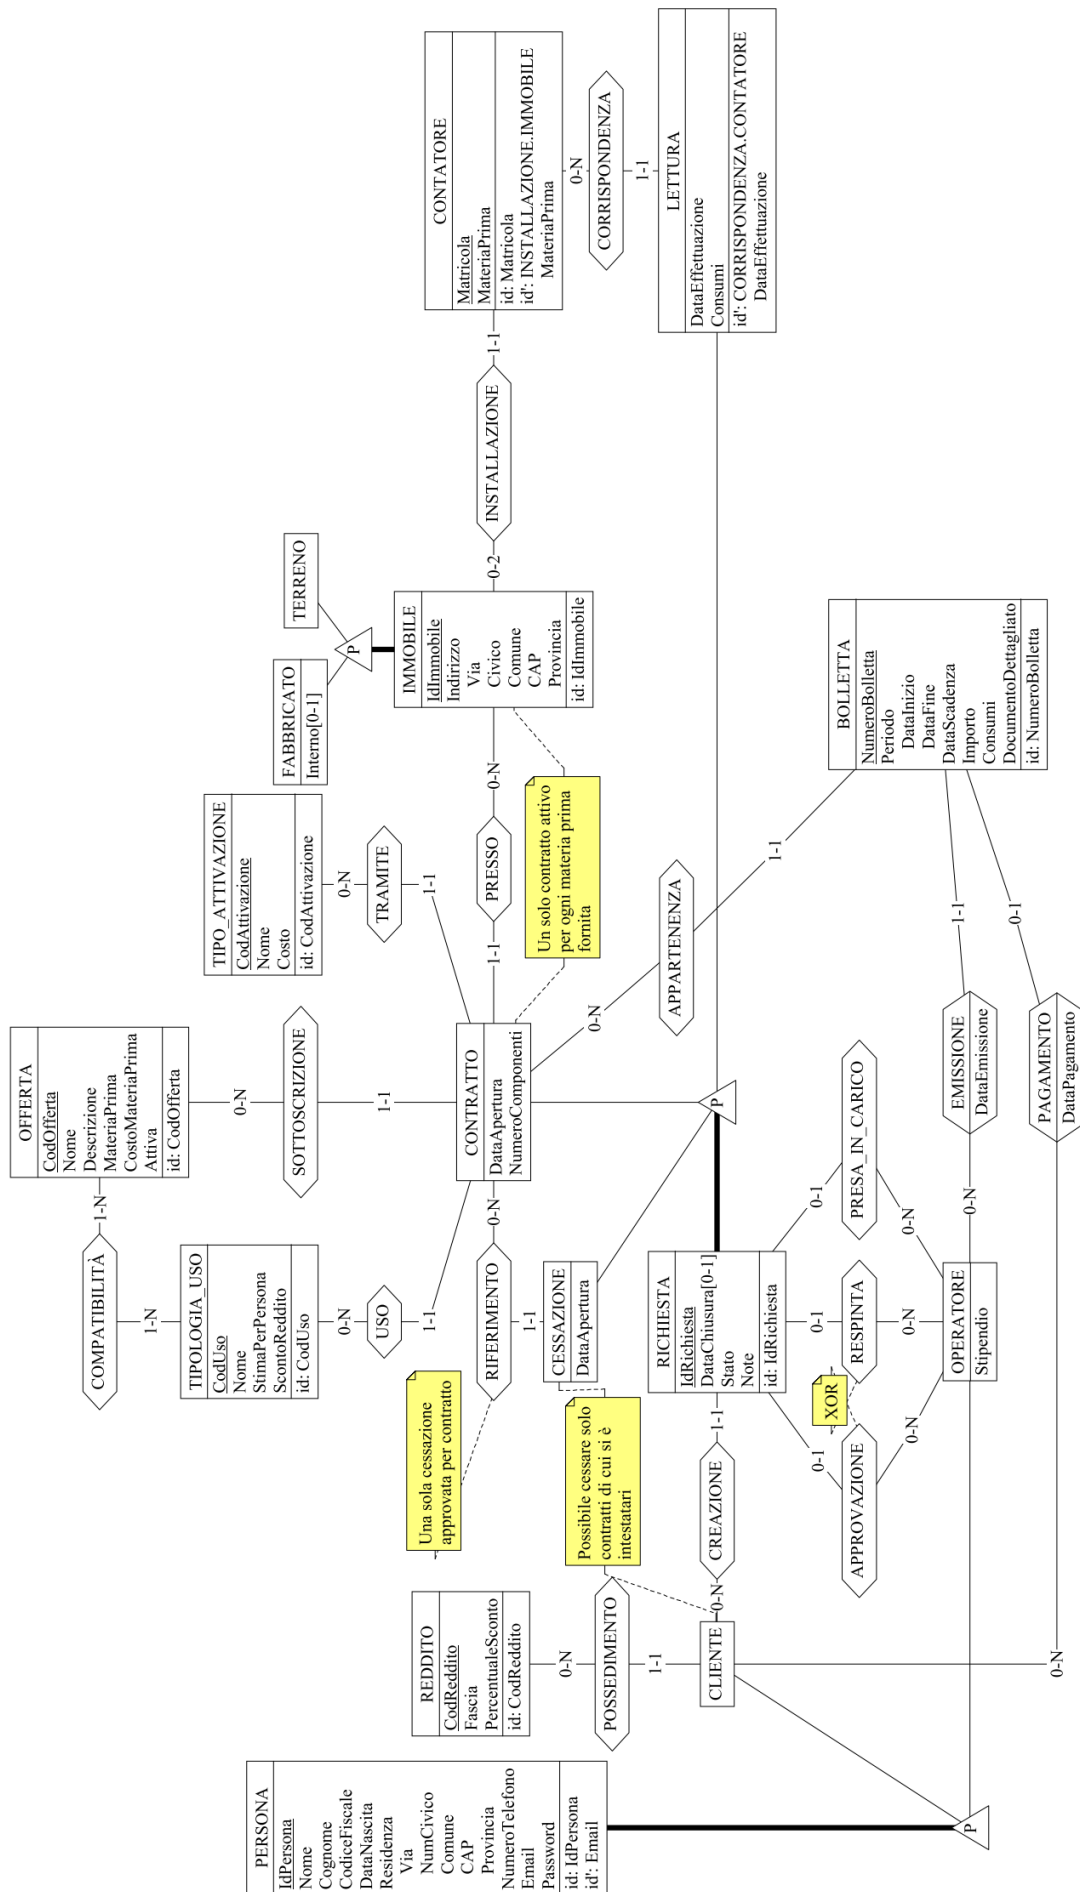 PERSONA
IdPersona
Nome
Cognome
CodiceFiscale
DataNascita
Residenza
Via
NumCivico
Comune
CAP
Provincia
NumeroTelefono
Email
Password
id: IdPersona
id': Email
REDDITO
CodReddito
Fascia
PercentualeSconto
id: CodReddito
0-N
POSSEDIMENTO
1-1
CLIENTE
0-N
CREAZIONE
1-1
0-N
P
Una sola cessazione
approvata per contratto
Possibile cessare solo
contratti di cui si è
intestatari
COMPATIBILITÀ
1-N
1-N
TIPOLOGIA_USO
CodUso
Nome
StimaPerPersona
ScontoReddito
id: CodUso
0-N
USO
1-1
RIFERIMENTO
0-N
1-1
CESSAZIONE
DataApertura
RICHIESTA
IdRichiesta
DataChiusura[0-1]
Stato
Note
id: IdRichiesta
0-1
0-1
0-1
XOR
APPROVAZIONE
RESPINTA
PRESA_IN_CARICO
0-N
0-N
0-N
OPERATORE
Stipendio
0-N
EMISSIONE
DataEmissione
1-1
PAGAMENTO
DataPagamento
0-1
OFFERTA
CodOfferta
Nome
Descrizione
MateriaPrima
CostoMateriaPrima
Attiva
id: CodOfferta
0-N
SOTTOSCRIZIONE
1-1
CONTRATTO
DataApertura
NumeroComponenti
P
TIPO_ATTIVAZIONE
CodAttivazione
Nome
Costo
id: CodAttivazione
0-N
TRAMITE
1-1
1-1
PRESSO
0-N
Un solo contratto attivo
per ogni materia prima
fornita
0-N
APPARTENENZA
1-1
BOLLETTA
NumeroBolletta
Periodo
DataInizio
DataFine
DataScadenza
Importo
Consumi
DocumentoDettagliato
id: NumeroBolletta
FABBRICATO
Interno[0-1]
TERRENO
P
IMMOBILE
IdImmobile
Indirizzo
Via
Civico
Comune
CAP
Provincia
id: IdImmobile
0-2
INSTALLAZIONE
1-1
CONTATORE
Matricola
MateriaPrima
id: Matricola
id': INSTALLAZIONE.IMMOBILE
MateriaPrima
0-N
CORRISPONDENZA
1-1
LETTURA
DataEffettuazione
Consumi
id': CORRISPONDENZA.CONTATORE
DataEffettuazione